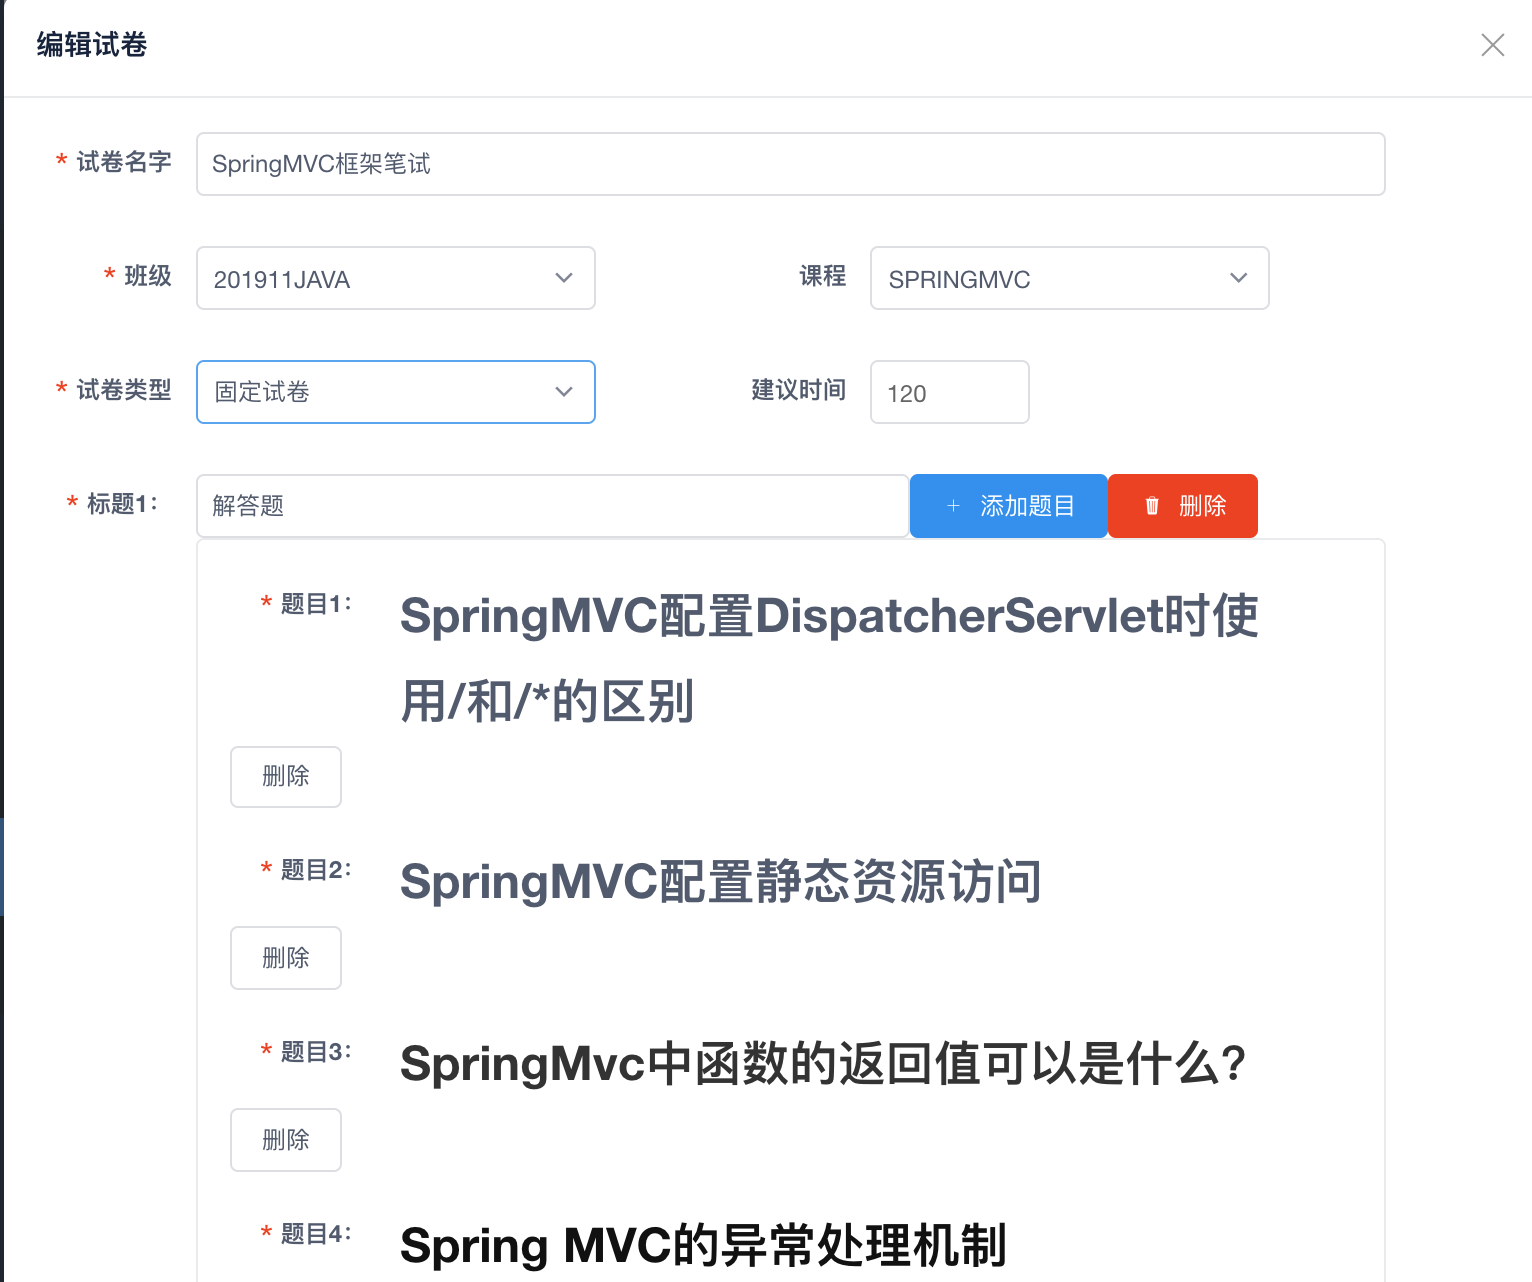 编辑试卷
* 试卷名字 SpringMVC框架笔试
* 班级 201911JAVA 课程 SPRINGMVC
* 试卷类型 固定试卷 建议时间 120
* 标题1: 解答题 + 添加题目 删除
* 题目1: SpringMVC配置DispatcherServlet时使
用/和/*的区别
删除
* 题目2: SpringMVC配置静态资源访问
删除
* 题目3: SpringMvc中函数的返回值可以是什么?
删除
* 题目4: Spring MVC的异常处理机制